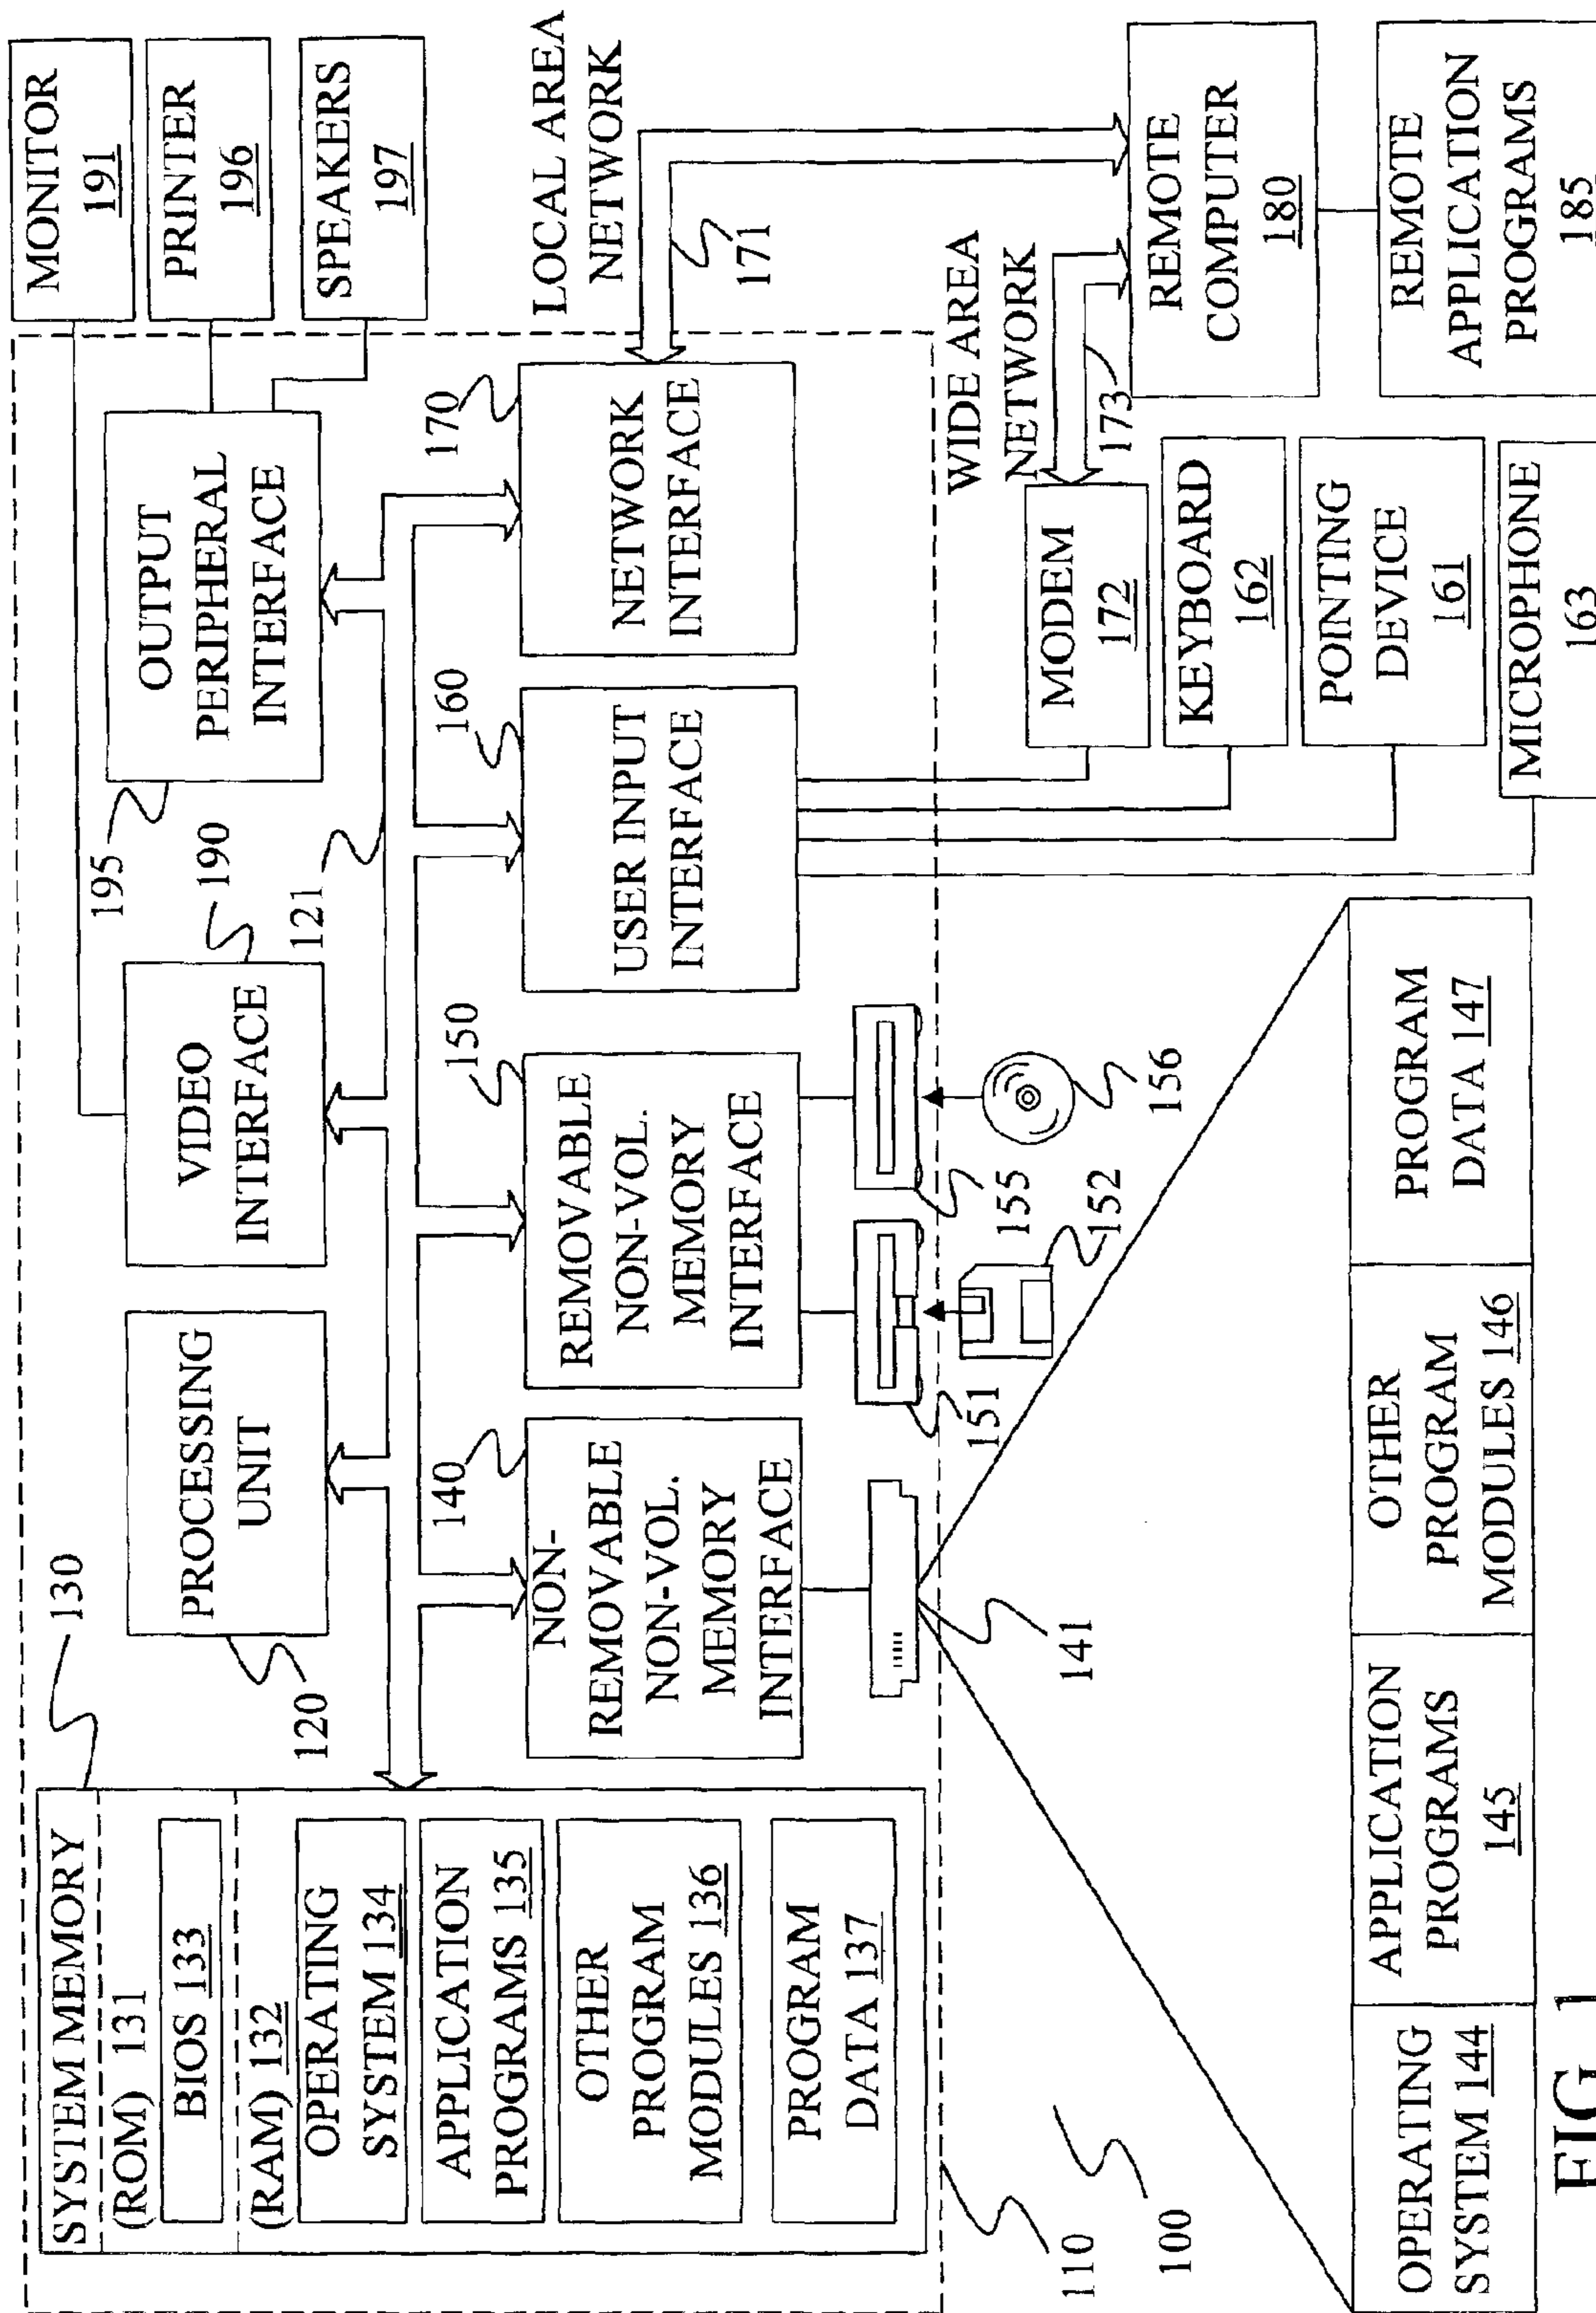 SYSTEM MEMORY
(ROM) 131
BIOS 133
(RAM) 132
OPERATING
SYSTEM 134
APPLICATION
PROGRAMS 135
OTHER
PROGRAM
MODULES 136
PROGRAM
DATA 137
130
120
PROCESSING
UNIT
VIDEO
INTERFACE
190
121
195
OUTPUT
PERIPHERAL
INTERFACE
MONITOR
191
PRINTER
196
SPEAKERS
197
140
NON-
REMOVABLE
NON-VOL.
MEMORY
INTERFACE
150
REMOVABLE
NON-VOL.
MEMORY
INTERFACE
160
USER INPUT
INTERFACE
170
NETWORK
INTERFACE
LOCAL AREA
NETWORK
171
141
151
152
155
156
WIDE AREA
NETWORK
173
MODEM
172
KEYBOARD
162
POINTING
DEVICE
161
MICROPHONE
163
REMOTE
COMPUTER
180
REMOTE
APPLICATION
PROGRAMS
185
110
100
OPERATING
SYSTEM 144
APPLICATION
PROGRAMS
145
OTHER
PROGRAM
MODULES 146
PROGRAM
DATA 147
FIG. 1